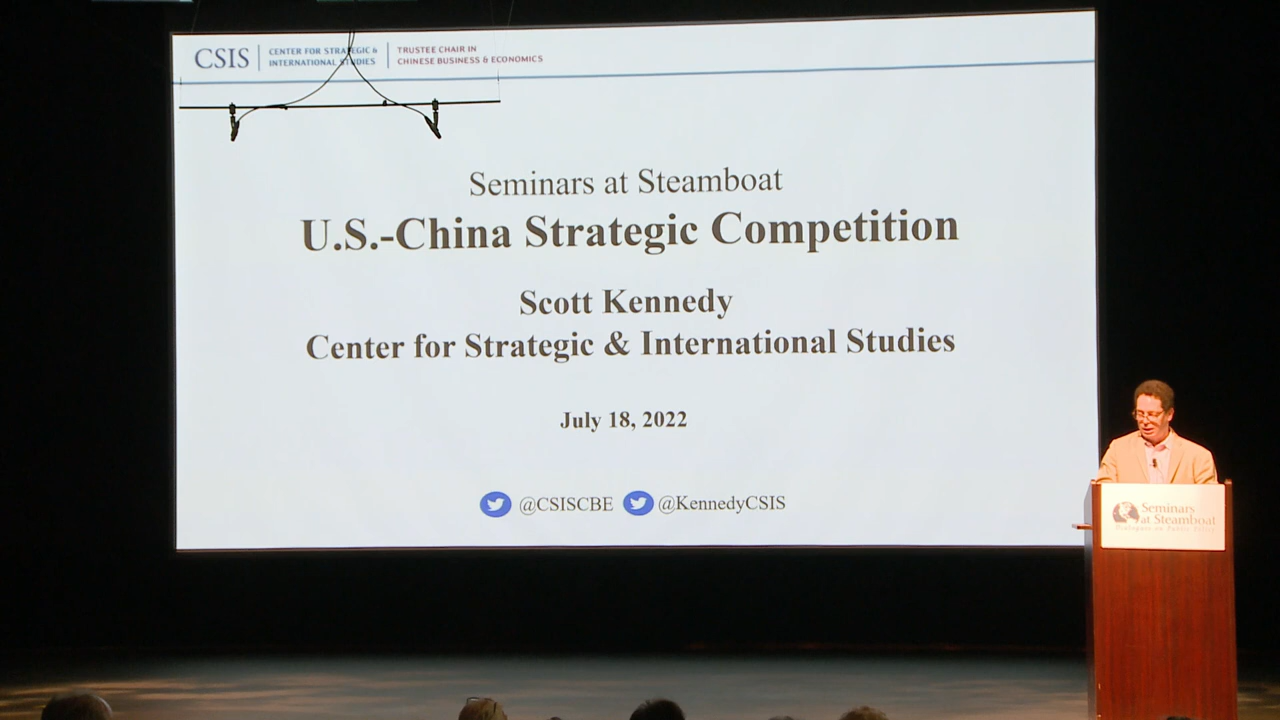 CSIS
CENTER FOR STRATEGIC &
INTERNATIONAL STUDIES
TRUSTEE CHAIR IN
CHINESE BUSINESS & ECONOMICS
Seminars at Steamboat
U.S.-China Strategic Competition
Scott Kennedy
Center for Strategic & International Studies
July 18, 2022
@CSISCBE @KennedyCSIS
Seminars
at Steamboat